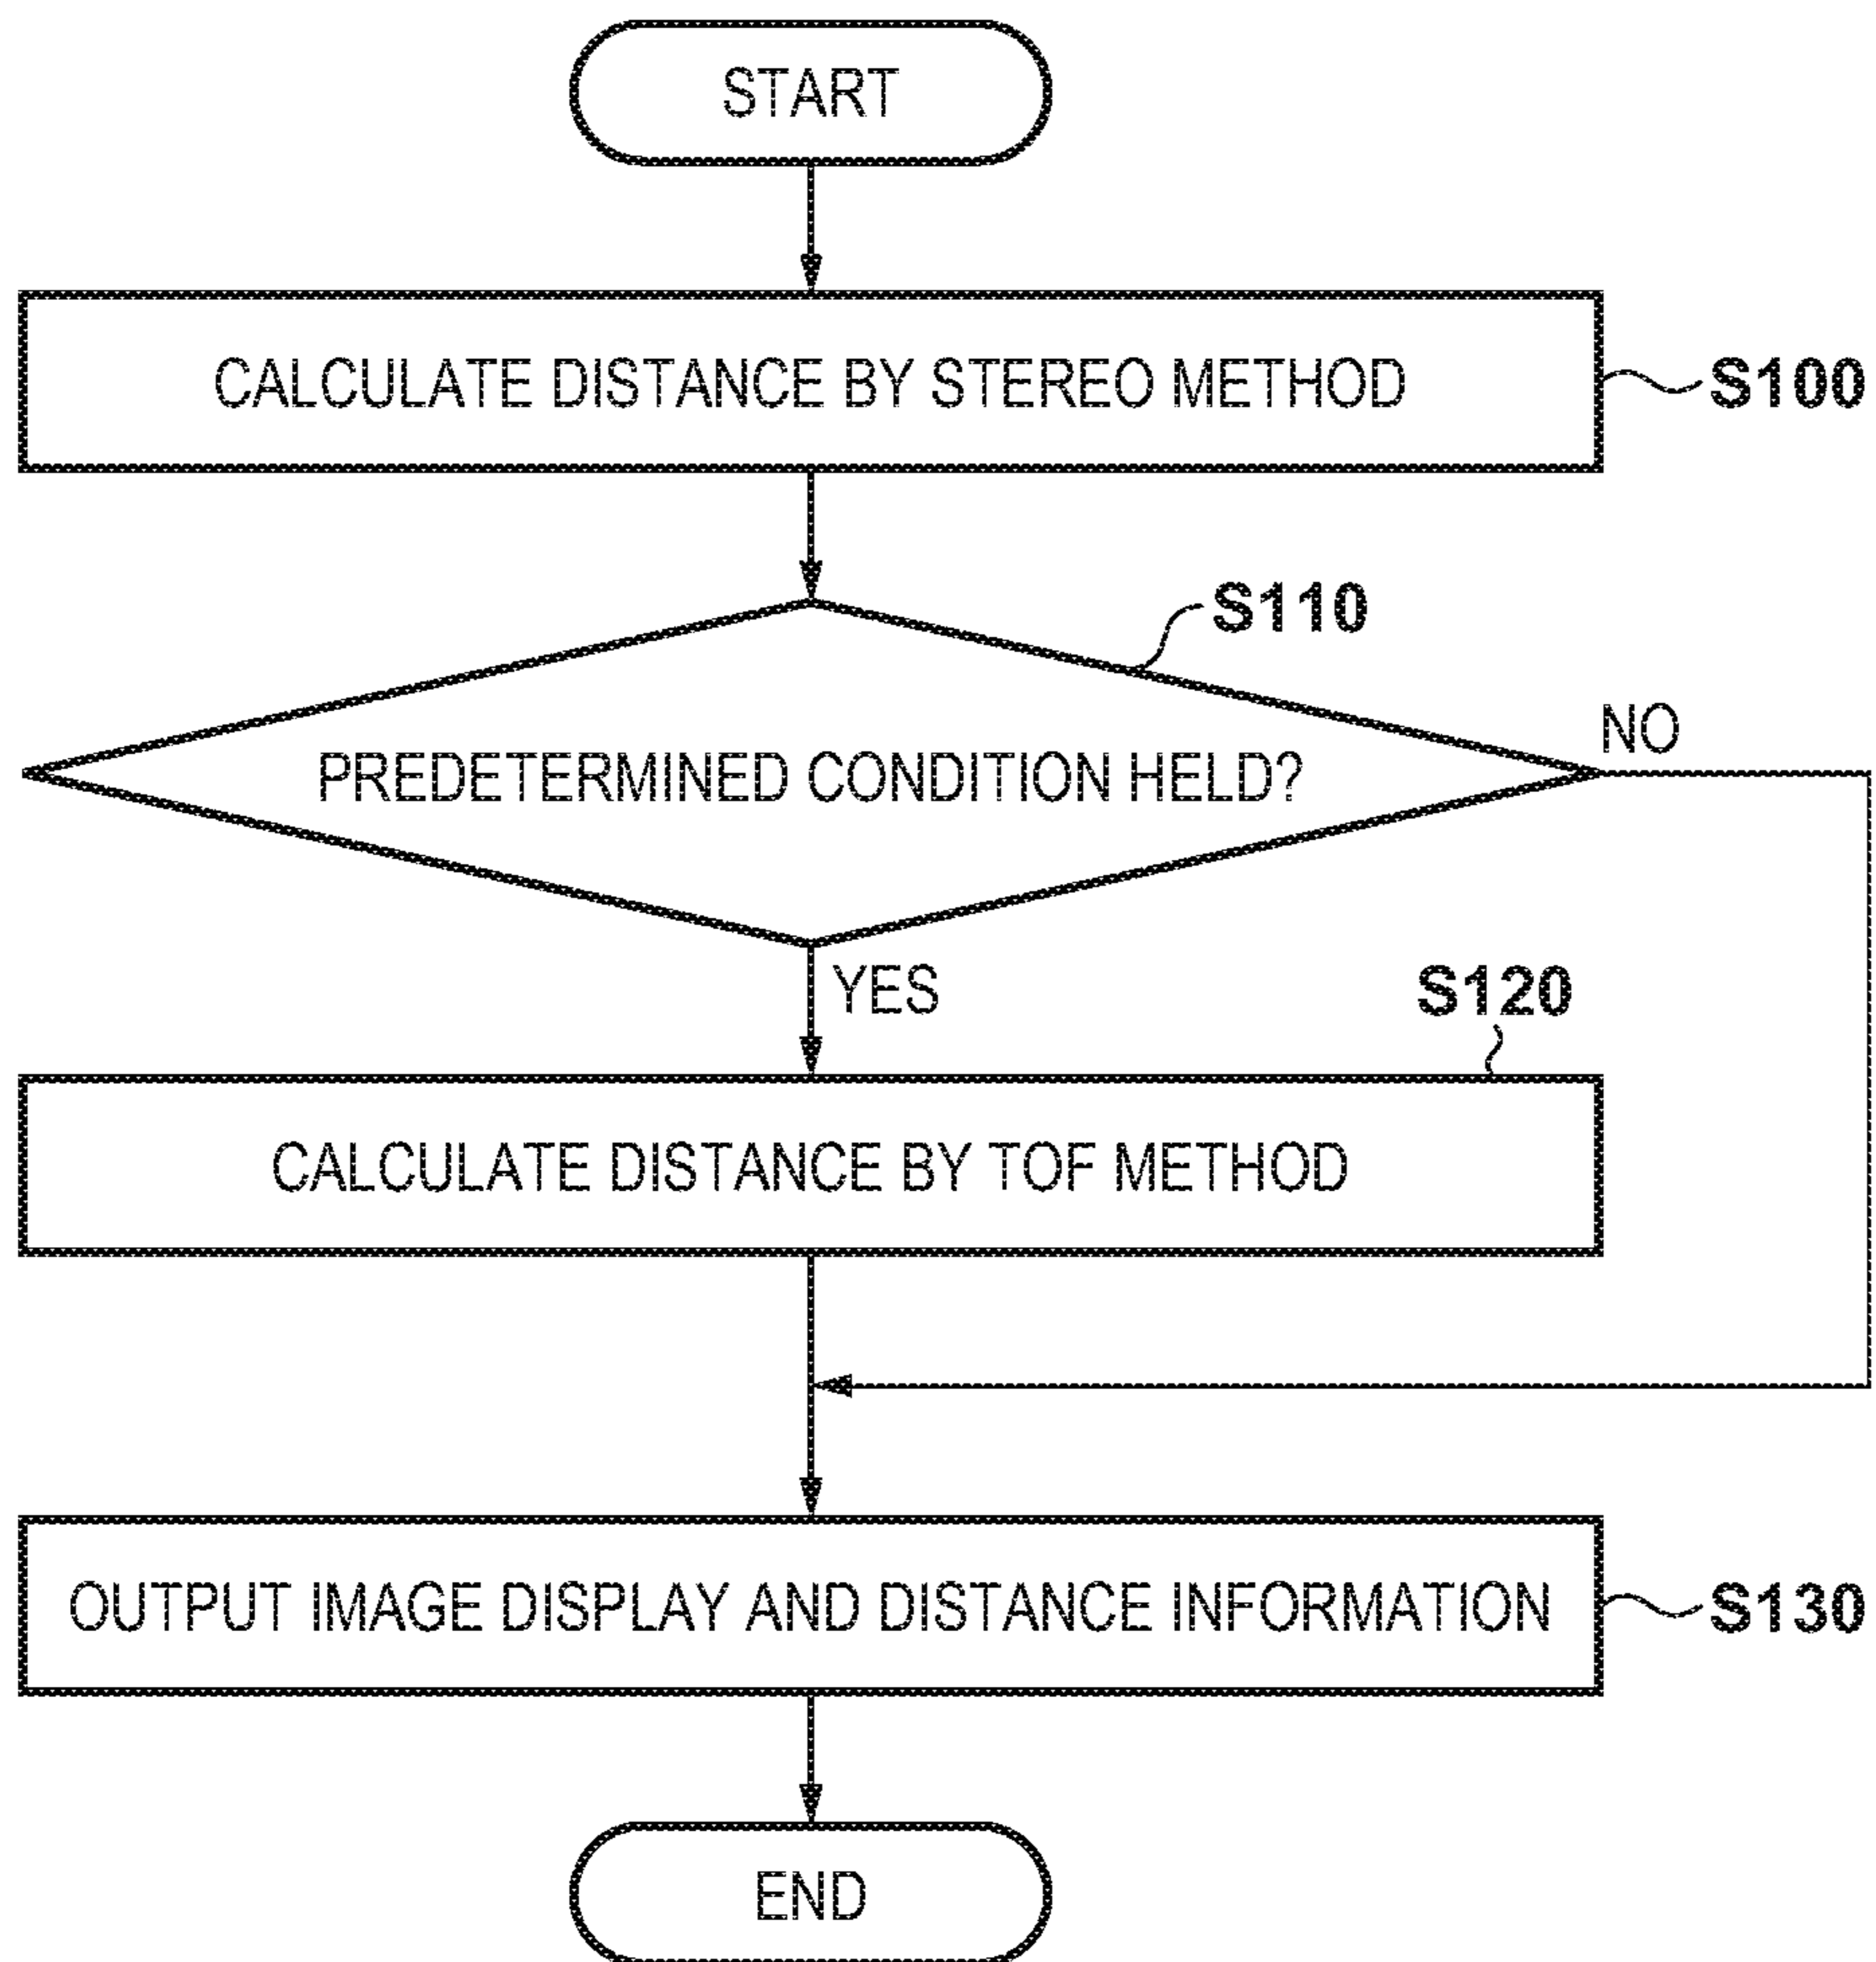 START
CALCULATE DISTANCE BY STEREO METHOD
S100
S110
PREDETERMINED CONDITION HELD?
NO
YES
S120
CALCULATE DISTANCE BY TOF METHOD
OUTPUT IMAGE DISPLAY AND DISTANCE INFORMATION
S130
END